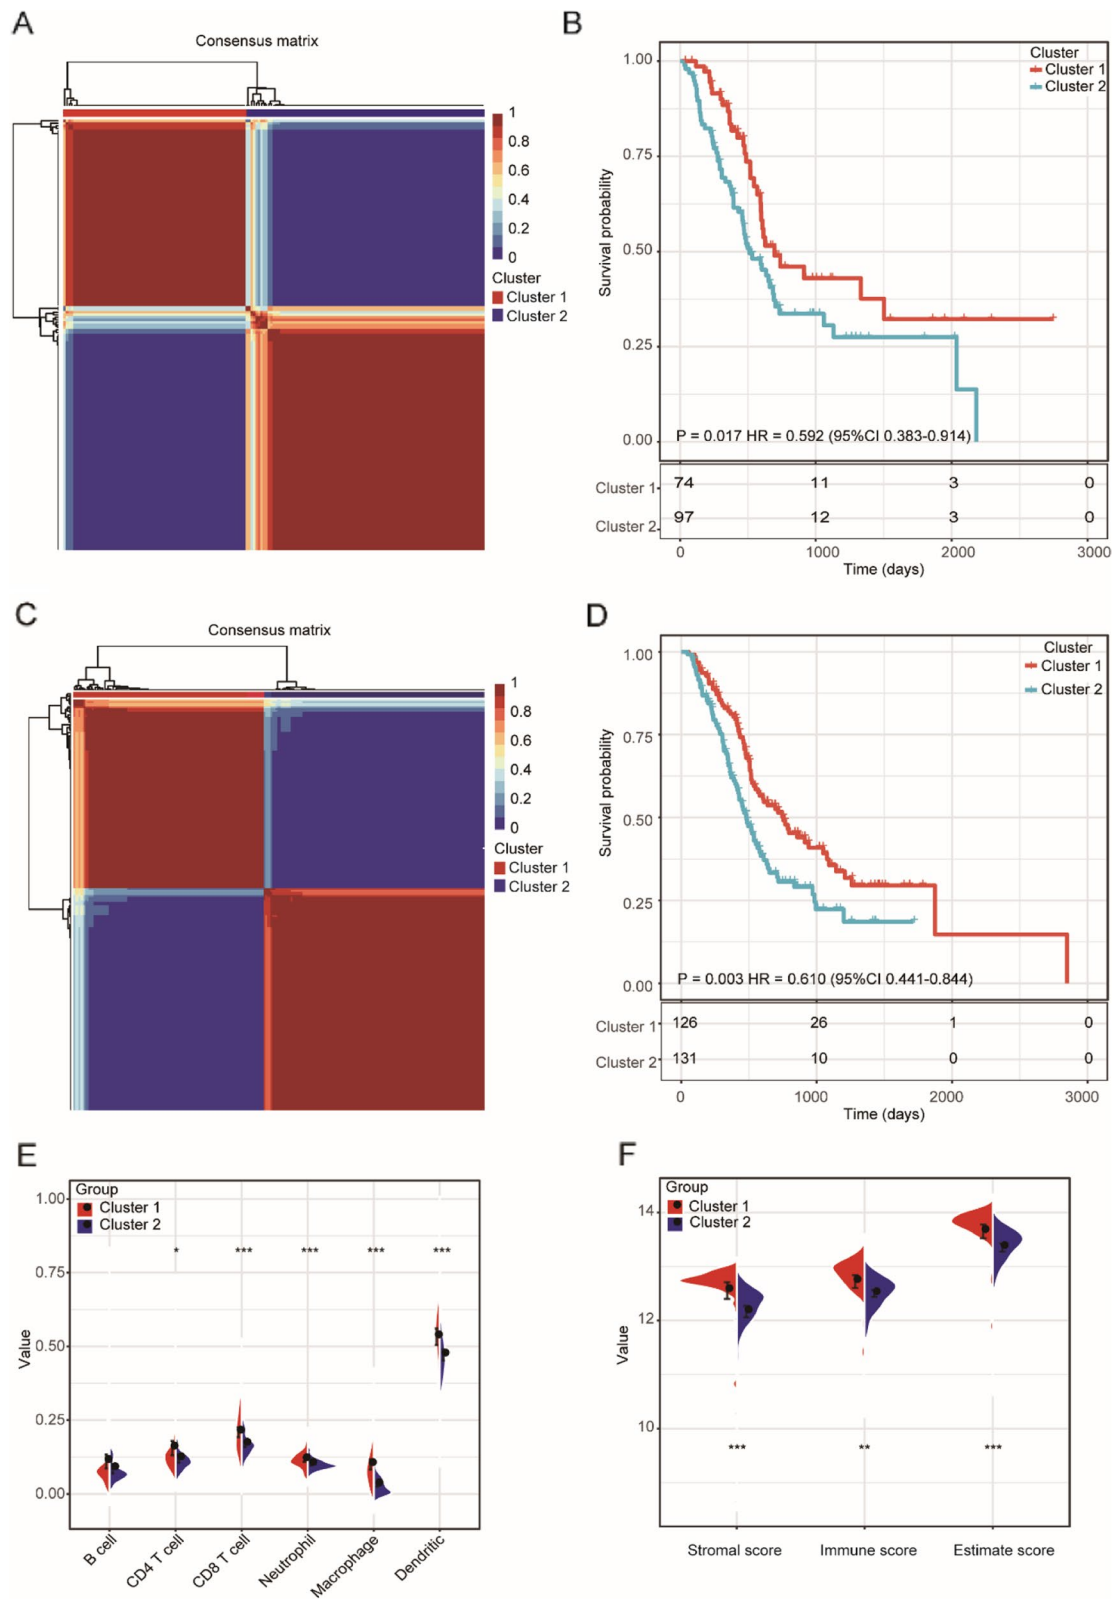 A
Consensus matrix
1
0.8
0.6
0.4
0.2
0
Cluster
Cluster 1
Cluster 2
B
Survival probability
1.00
0.75
0.50
0.25
0.00
Cluster
Cluster 1
Cluster 2
P = 0.017 HR = 0.592 (95%CI 0.383-0.914)
Cluster 1 74 11 3 0
Cluster 2 97 12 3 0
0 1000 2000 3000
Time (days)
C
Consensus matrix
1
0.8
0.6
0.4
0.2
0
Cluster
Cluster 1
Cluster 2
D
Survival probability
1.00
0.75
0.50
0.25
0.00
Cluster
Cluster 1
Cluster 2
P = 0.003 HR = 0.610 (95%CI 0.441-0.844)
Cluster 1 126 26 1 0
Cluster 2 131 10 0 0
0 1000 2000 3000
Time (days)
E
Value
1.00
0.75
0.50
0.25
0.00
Group
Cluster 1
Cluster 2
* *** *** *** ***
B cell
CD4 T cell
CD8 T cell
Neutrophil
Macrophage
Dendritic
F
Value
14
12
10
Group
Cluster 1
Cluster 2
*** ** ***
Stromal score Immune score Estimate score